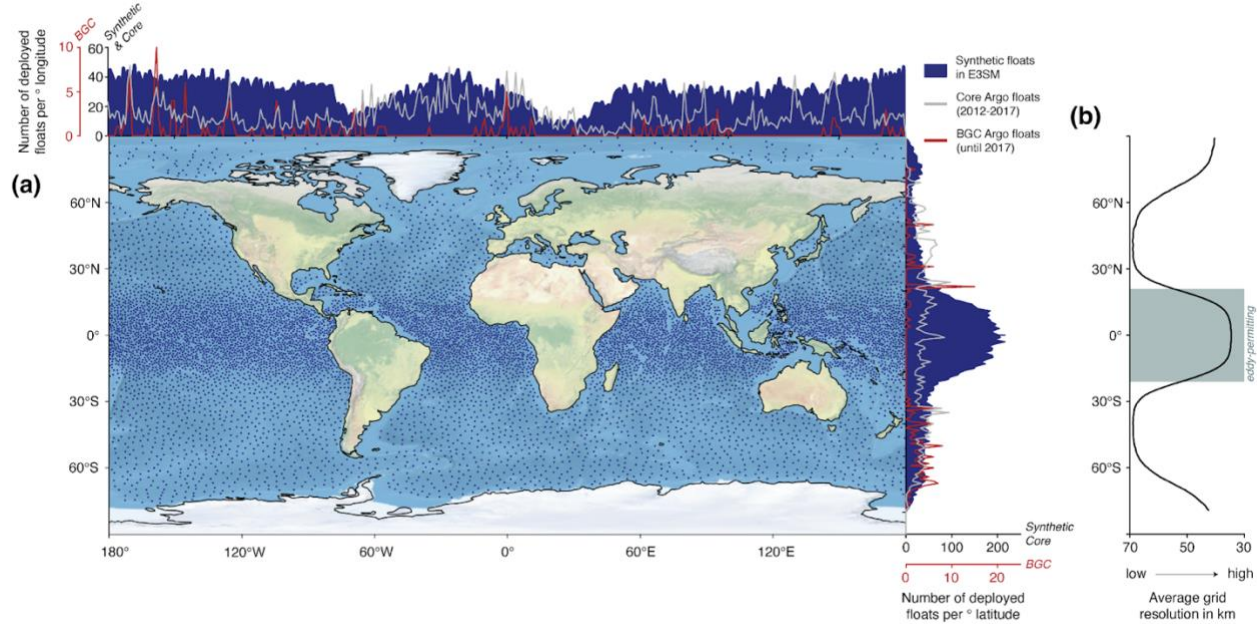 BGC
Synthetic
& Core
Number of deployed
floats per ° longitude
10
5
0
60
40
20
0
Synthetic floats
in E3SM
Core Argo floats
(2012-2017)
BGC Argo floats
(until 2017)
(a)
60°N
30°N
0°
30°S
60°S
180°
120°W
60°W
0°
60°E
120°E
0
100
200
Synthetic
Core
0
10
20
BGC
Number of deployed
floats per ° latitude
(b)
60°N
30°N
0°
30°S
60°S
eddy-permitting
70
50
30
low
high
Average grid
resolution in km